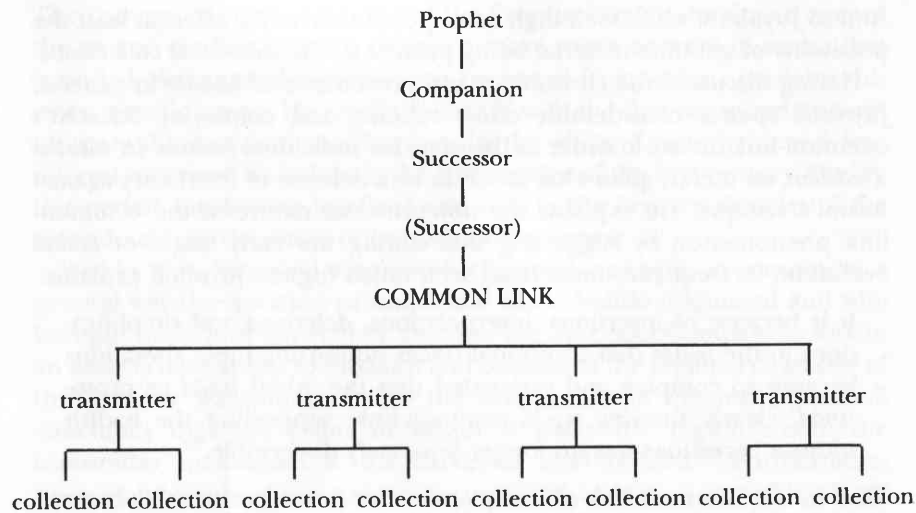 Prophet
Companion
Successor
(Successor)
COMMON LINK
transmitter transmitter transmitter transmitter
collection collection collection collection collection collection collection collection